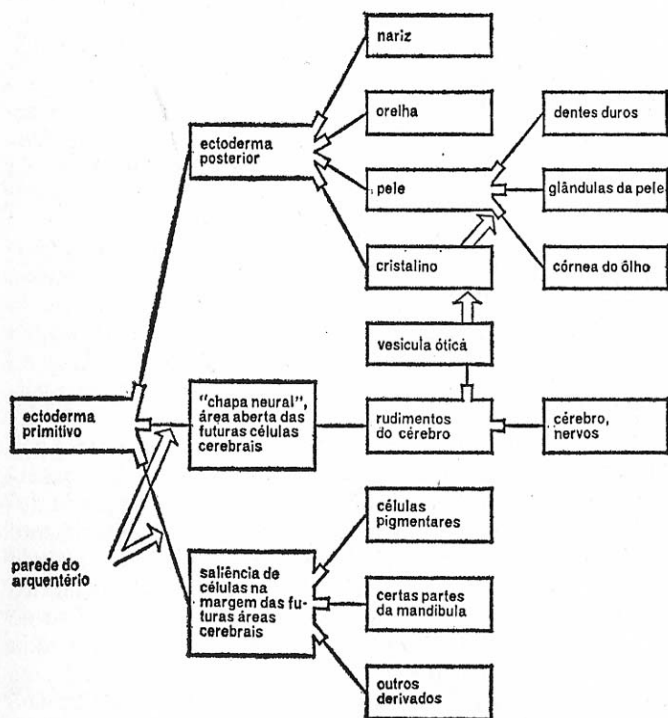 nariz
orelha
ectoderma
posterior
dentes duros
pele
glândulas da pele
cristalino
córnea do ôlho
vesicula ótica
"chapa neural",
área aberta das
futuras células
cerebrais
ectoderma
primitivo
rudimentos
do cérebro
cérebro,
nervos
células
pigmentares
parede do
arquentério
saliência de
células na
margem das fu-
turas áreas
cerebrais
certas partes
da mandibula
outros
derivados